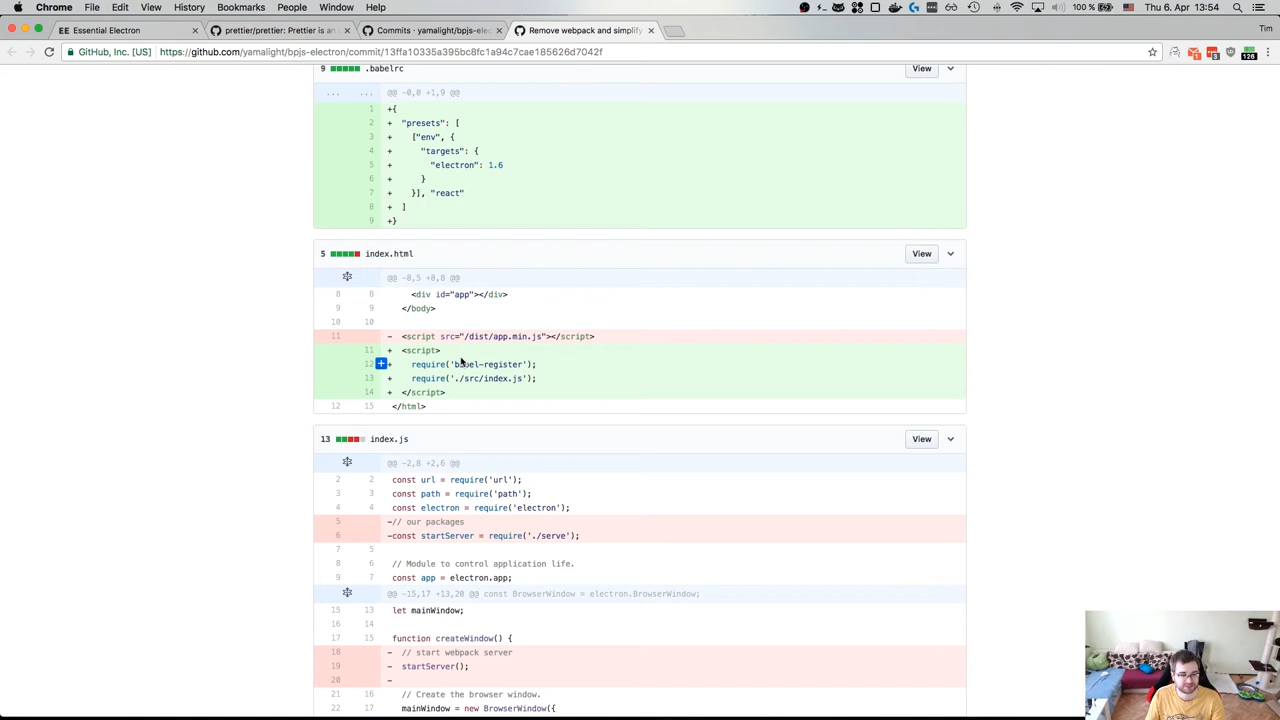 Chrome File Edit View History Bookmarks People Window Help 100 % Thu 6. Apr 13:54
EE Essential Electron
prettier/prettier: Prettier is an
Commits · yamalight/bpjs-elec
Remove webpack and simplify
Tim
GitHub, Inc. [US] https://github.com/yamalight/bpjs-electron/commit/13ffa10335a395bc8fc1a94c7cae185626d7042f
9 .babelrc View
... ... @@ -0,0 +1,9 @@
1 +{
2 + "presets": [
3 + ["env", {
4 + "targets": {
5 + "electron": 1.6
6 + }
7 + }], "react"
8 + ]
9 +}
5 index.html View
@@ -8,5 +8,8 @@
8 8 <div id="app"></div>
9 9 </body>
10 10
11 - <script src="/dist/app.min.js"></script>
11 + <script>
12 + require('babel-register');
13 + require('./src/index.js');
14 + </script>
12 15 </html>
13 index.js View
@@ -2,8 +2,6 @@
2 2 const url = require('url');
3 3 const path = require('path');
4 4 const electron = require('electron');
5 -// our packages
6 -const startServer = require('./serve');
7 5
8 6 // Module to control application life.
9 7 const app = electron.app;
@@ -15,17 +13,20 @@ const BrowserWindow = electron.BrowserWindow;
15 13 let mainWindow;
16 14
17 15 function createWindow() {
18 - // start webpack server
19 - startServer();
20 -
21 16 // Create the browser window.
22 17 mainWindow = new BrowserWindow({